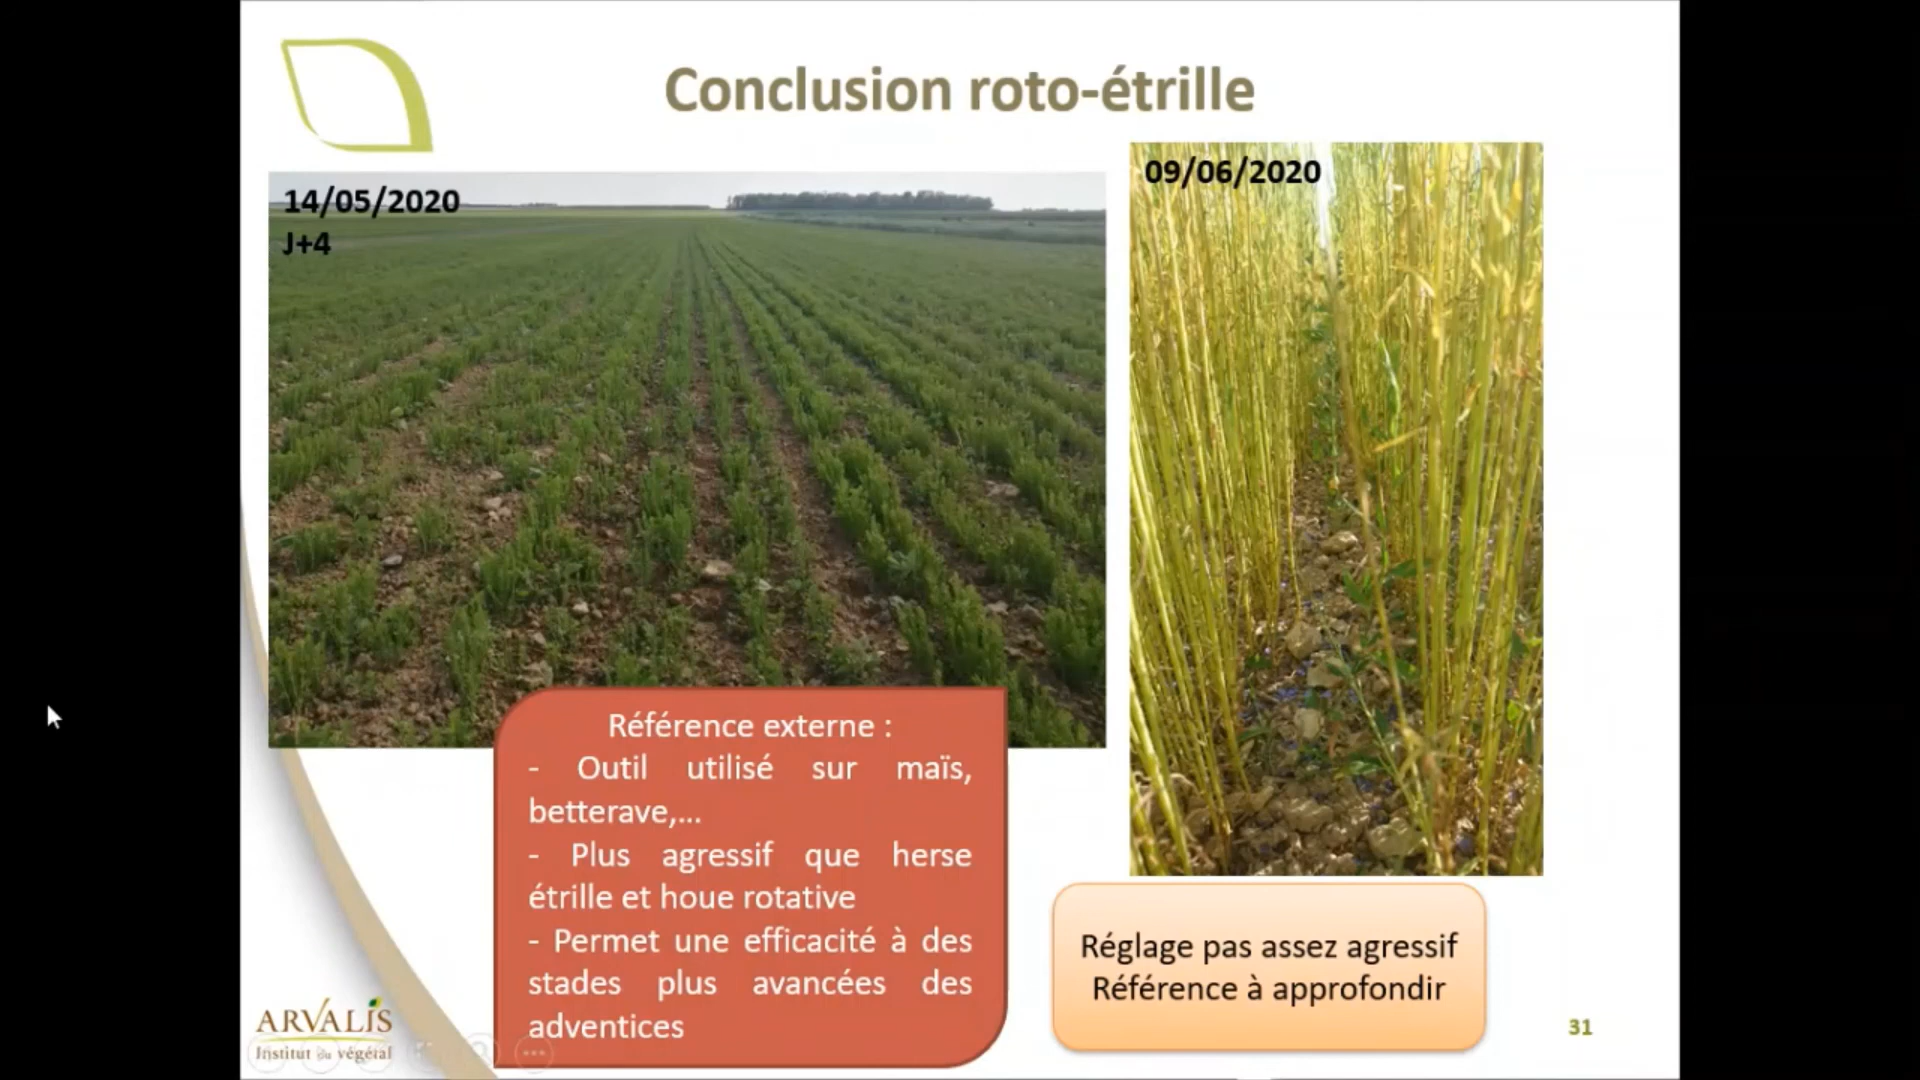 Conclusion roto-étrille
14/05/2020
J+4
09/06/2020
Référence externe :
- Outil utilisé sur maïs,
betterave,...
- Plus agressif que herse
étrille et houe rotative
- Permet une efficacité à des
stades plus avancées des
adventices
Réglage pas assez agressif
Référence à approfondir
ARVALIS
Institut du végétal
31